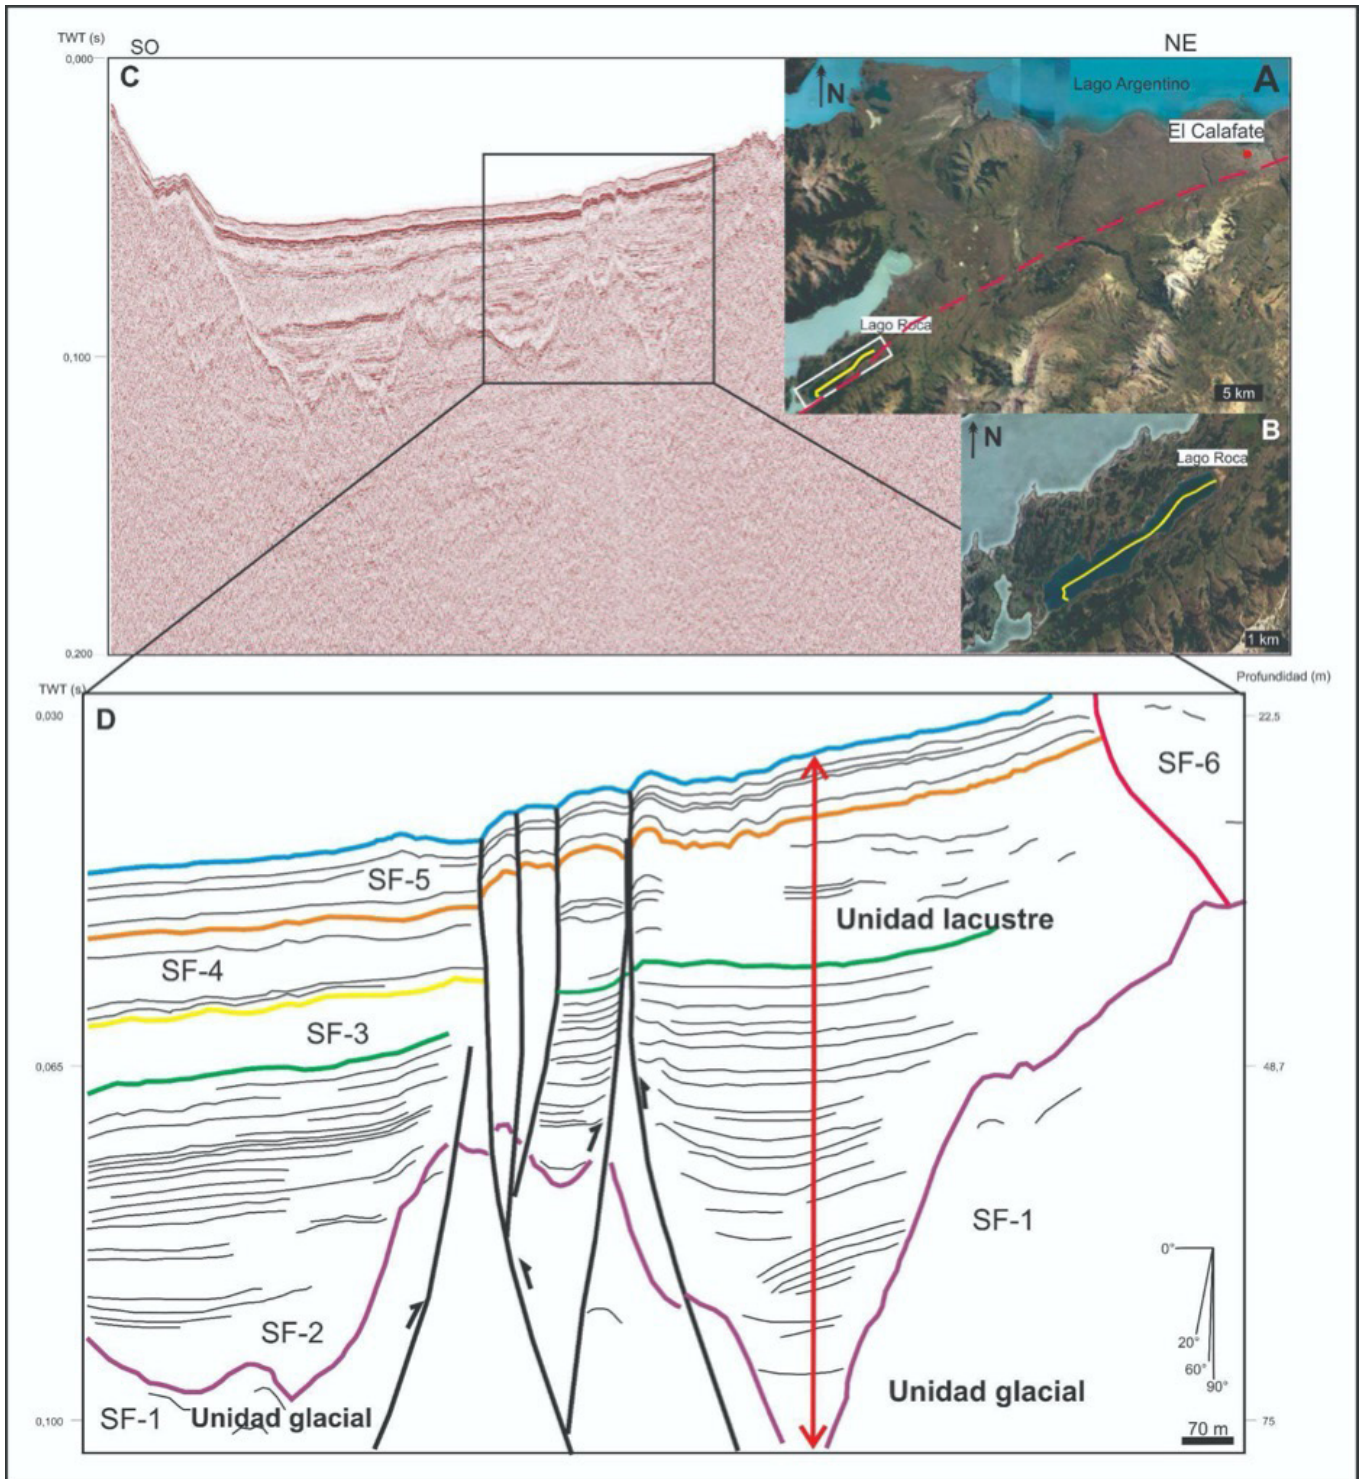 TWT (s)
SO
NE
0,000
C
A
N
Lago Argentino
El Calafate
Lago Roca
0,100
5 km
B
N
Lago Roca
1 km
0,200
TWT (s)
Profundidad (m)
D
0,030
22,5
SF-6
SF-5
Unidad lacustre
SF-4
SF-3
0,065
48,7
SF-1
0°
20°
60°
90°
SF-2
Unidad glacial
SF-1
Unidad glacial
0,100
75
70 m